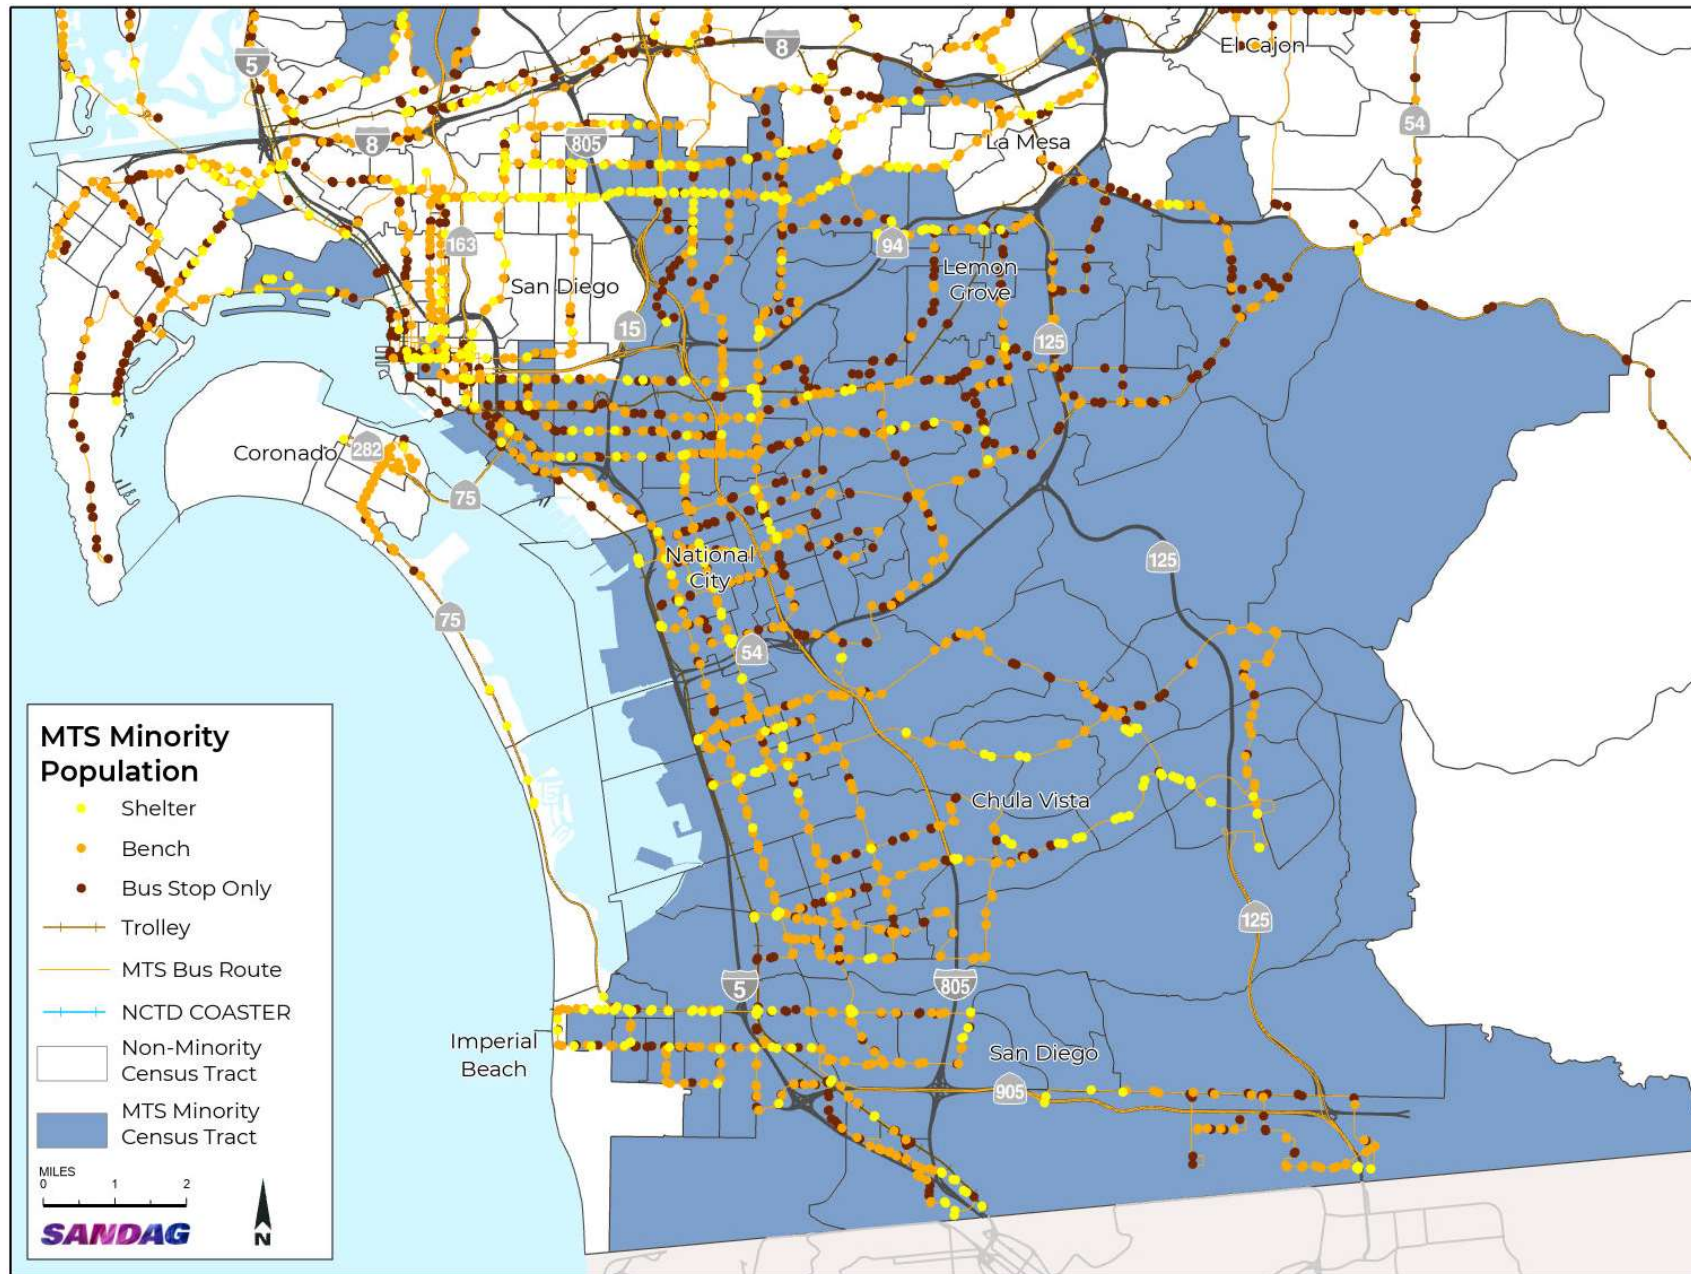 5
8
El Cajon
54
8
805
La Mesa
163
94
San Diego
Lemon
Grove
15
125
Coronado
282
75
National
City
125
75
54
MTS Minority
Population
Shelter
Bench
Bus Stop Only
Trolley
MTS Bus Route
NCTD COASTER
Non-Minority
Census Tract
MTS Minority
Census Tract
MILES
0 1 2
SANDAG
N
Chula Vista
125
5
805
Imperial
Beach
San Diego
905